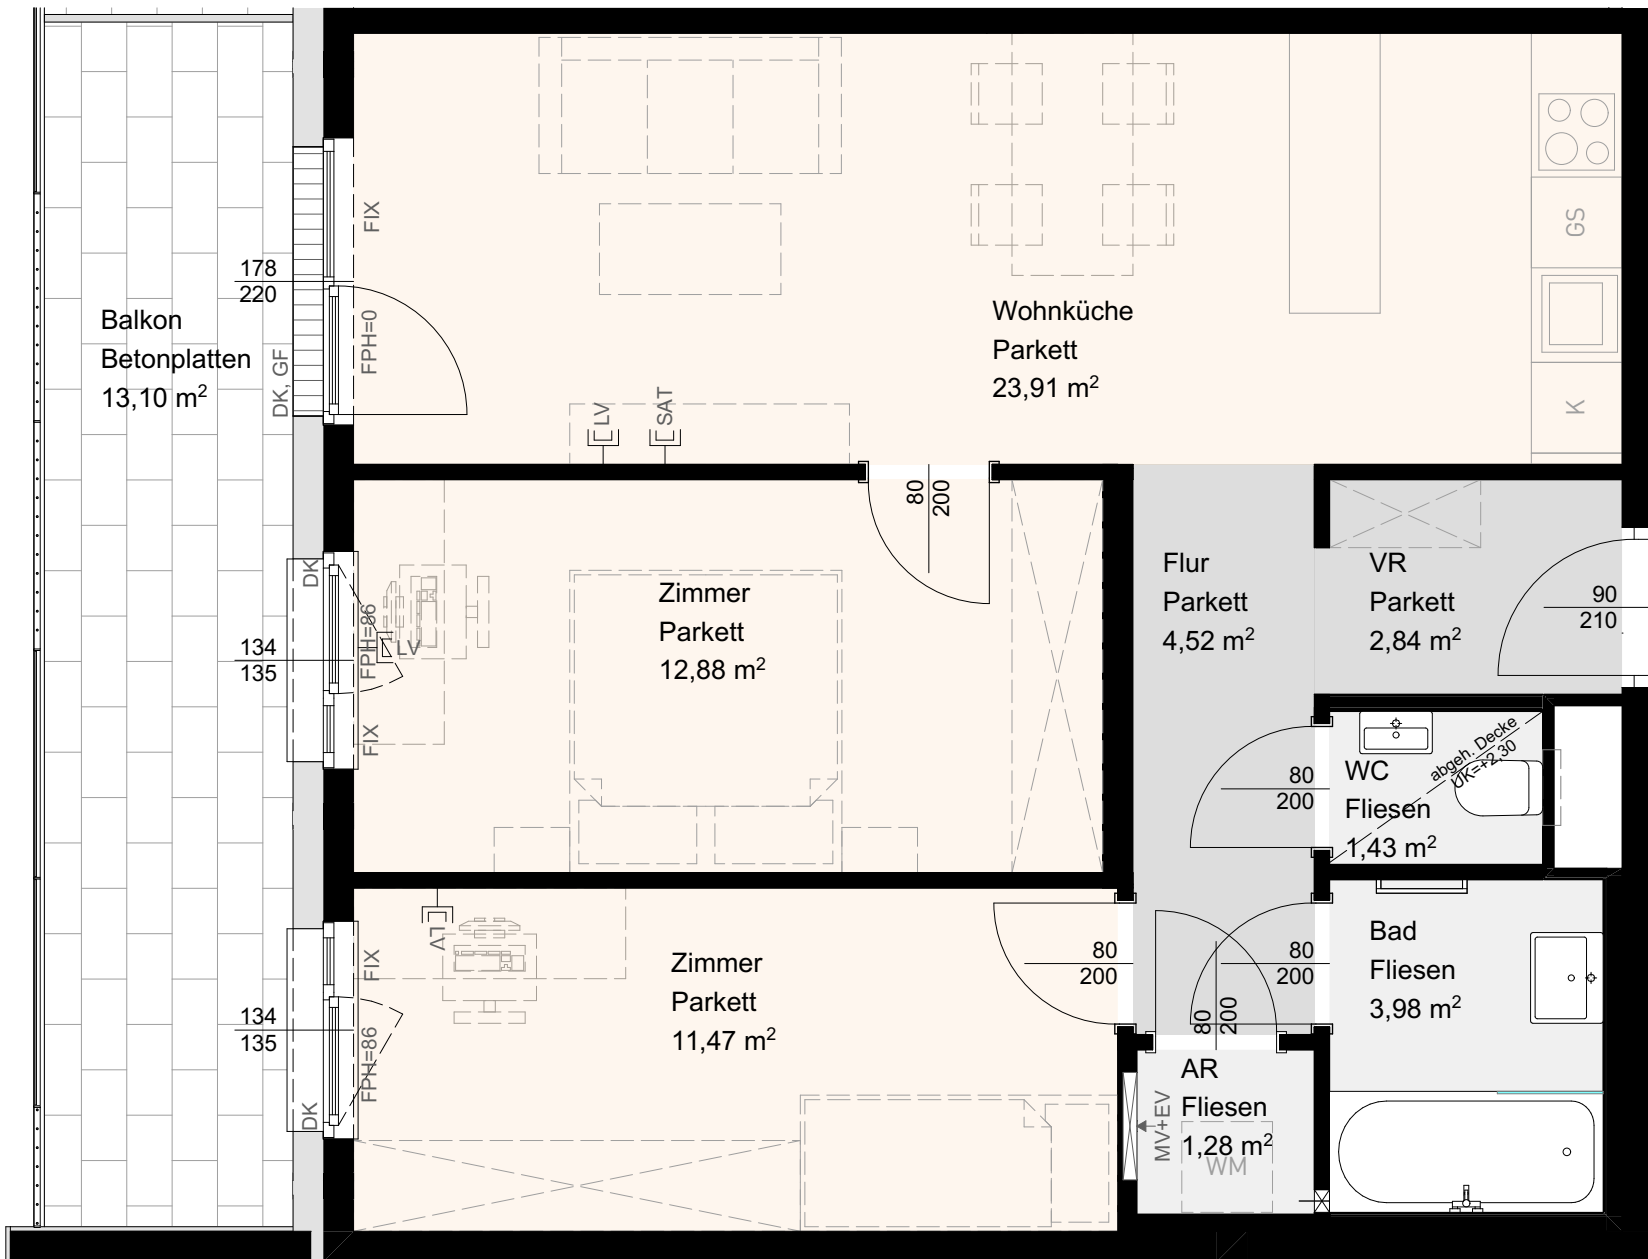 FIX
GS
178
220
FPH=0
DK, GF
Balkon
Betonplatten
13,10 m²
Wohnküche
Parkett
23,91 m²
K
LV
SAT
80
200
DK
FPH=86
LV
134
135
FIX
Zimmer
Parkett
12,88 m²
Flur
Parkett
4,52 m²
VR
Parkett
2,84 m²
90
210
abgeh. Decke
UK=+2,30
80
200
WC
Fliesen
1,43 m²
LV
FIX
Zimmer
Parkett
11,47 m²
80
200
80
200
Bad
Fliesen
3,98 m²
134
135
FPH=86
DK
80
200
AR
Fliesen
1,28 m²
MV+EV
WM